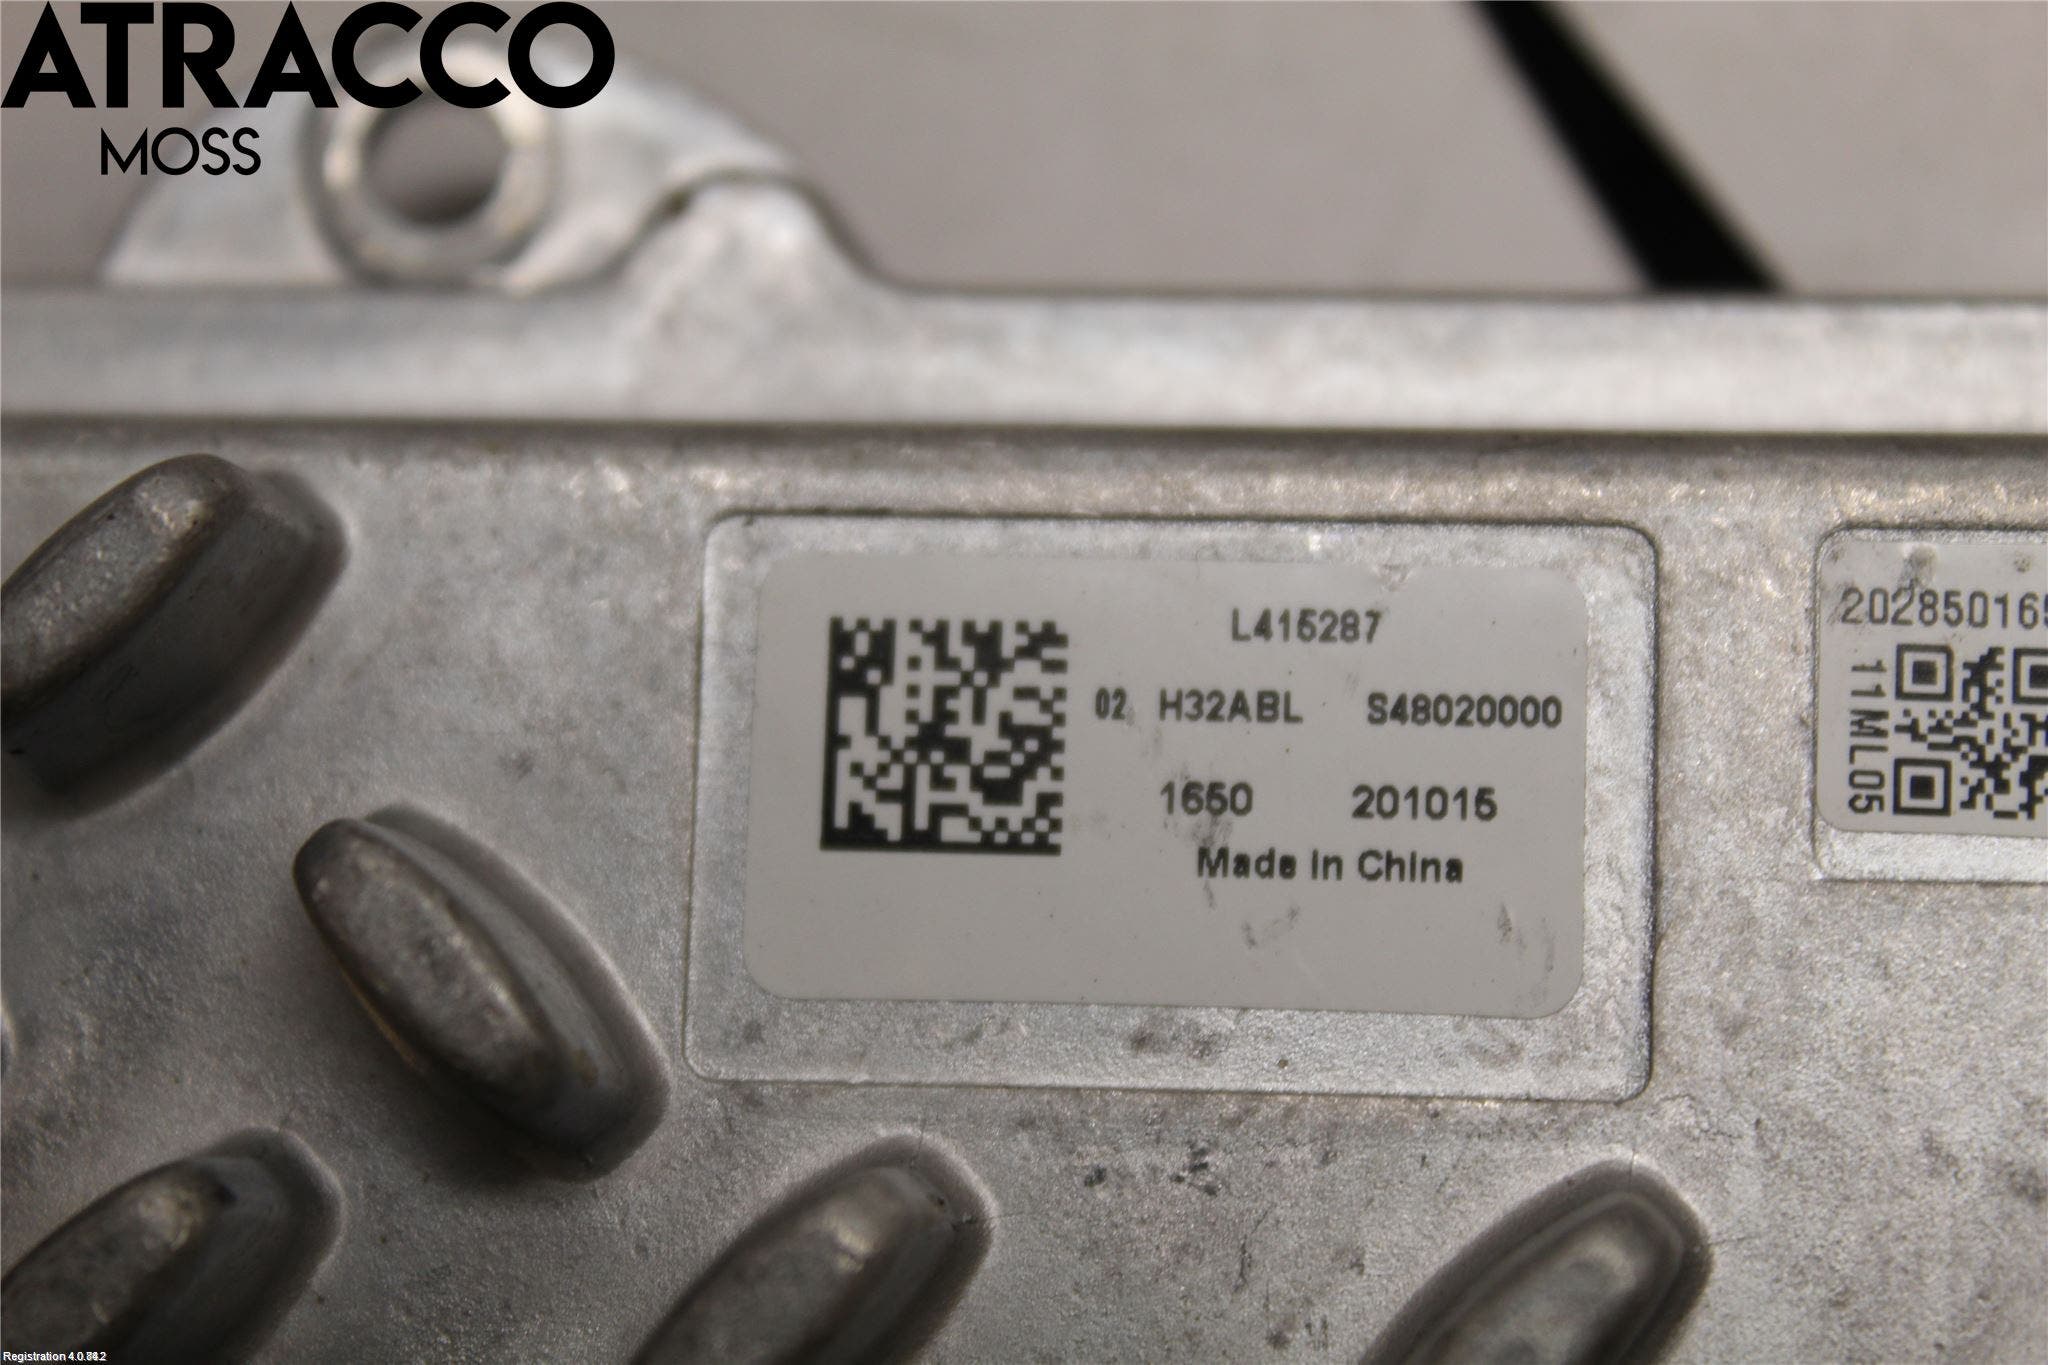 ATRACCO
MOSS
L415287
02 H32ABL S48020000
1650 201015
Made In China
20285016
11ML05